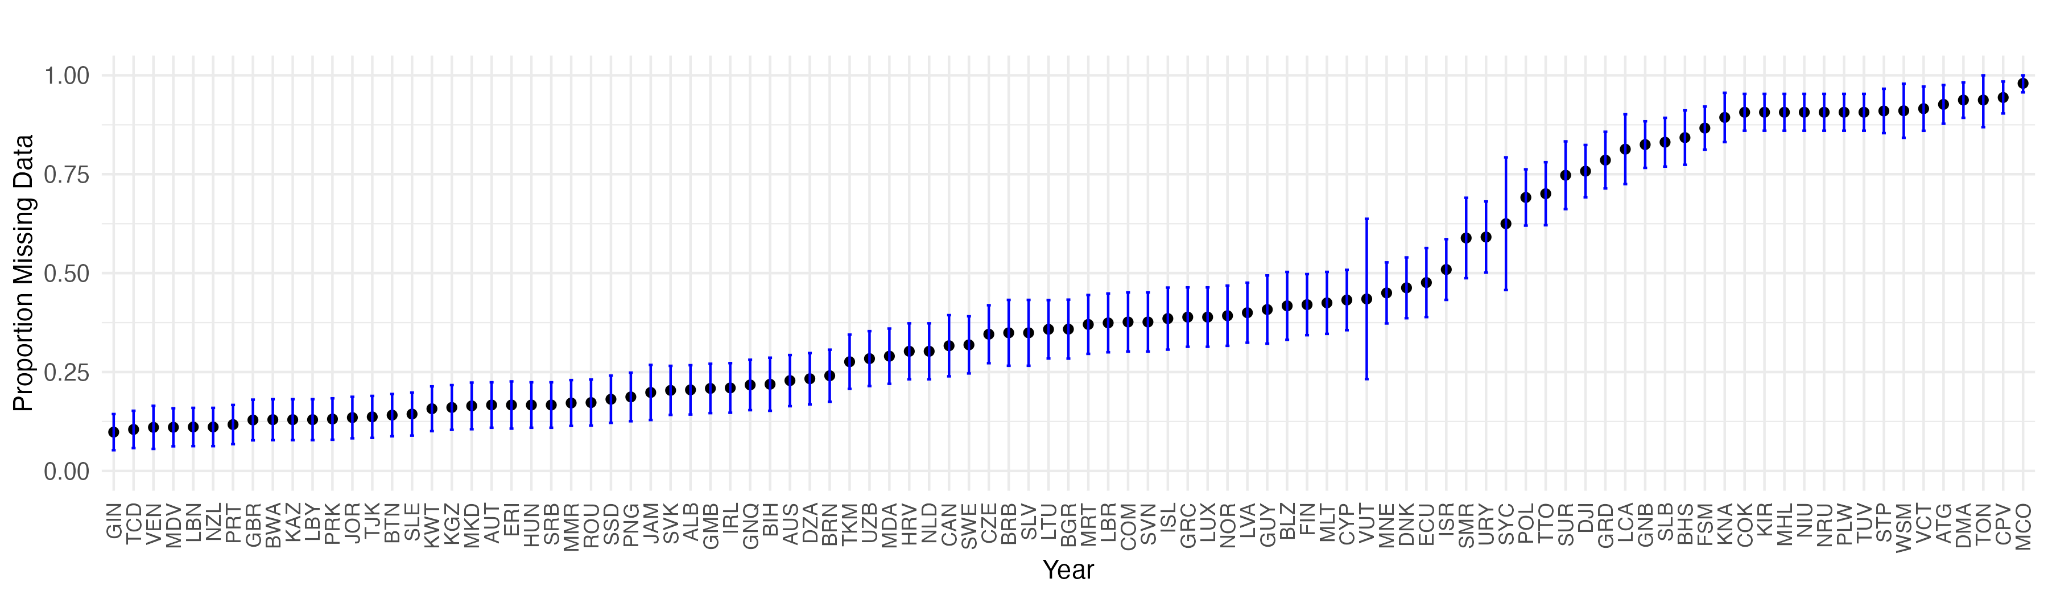 Proportion Missing Data
1.00
0.75
0.50
0.25
0.00
GIN TCD VEN MDV LBN NZL PRT GBR BWA KAZ LBY PRK JOR TJK BTN SLE KWT KGZ MKD AUT ERI HUN SRB MMR ROU SSD PNG JAM SVK ALB GMB IRL GNQ BIH AUS DZA BRN TKM UZB MDA HRV NLD CAN SWE CZE BRB SLV LTU BGR MRT LBR COM SVN ISL GRC LUX NOR LVA GUY BLZ FIN MLT CYP VUT MNE DNK ECU ISR SMR URY SYC POL TTO SUR DJI GRD LCA GNB SLB BHS FSM KNA COK KIR MHL NIU NRU PLW TUV STP WSM VCT ATG DMA TON CPV MCO
Year